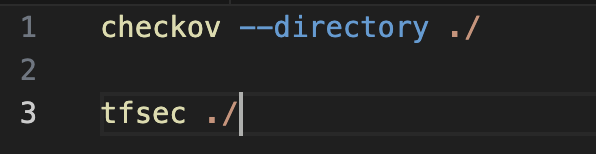 1 checkov --directory ./
2
3 tfsec ./